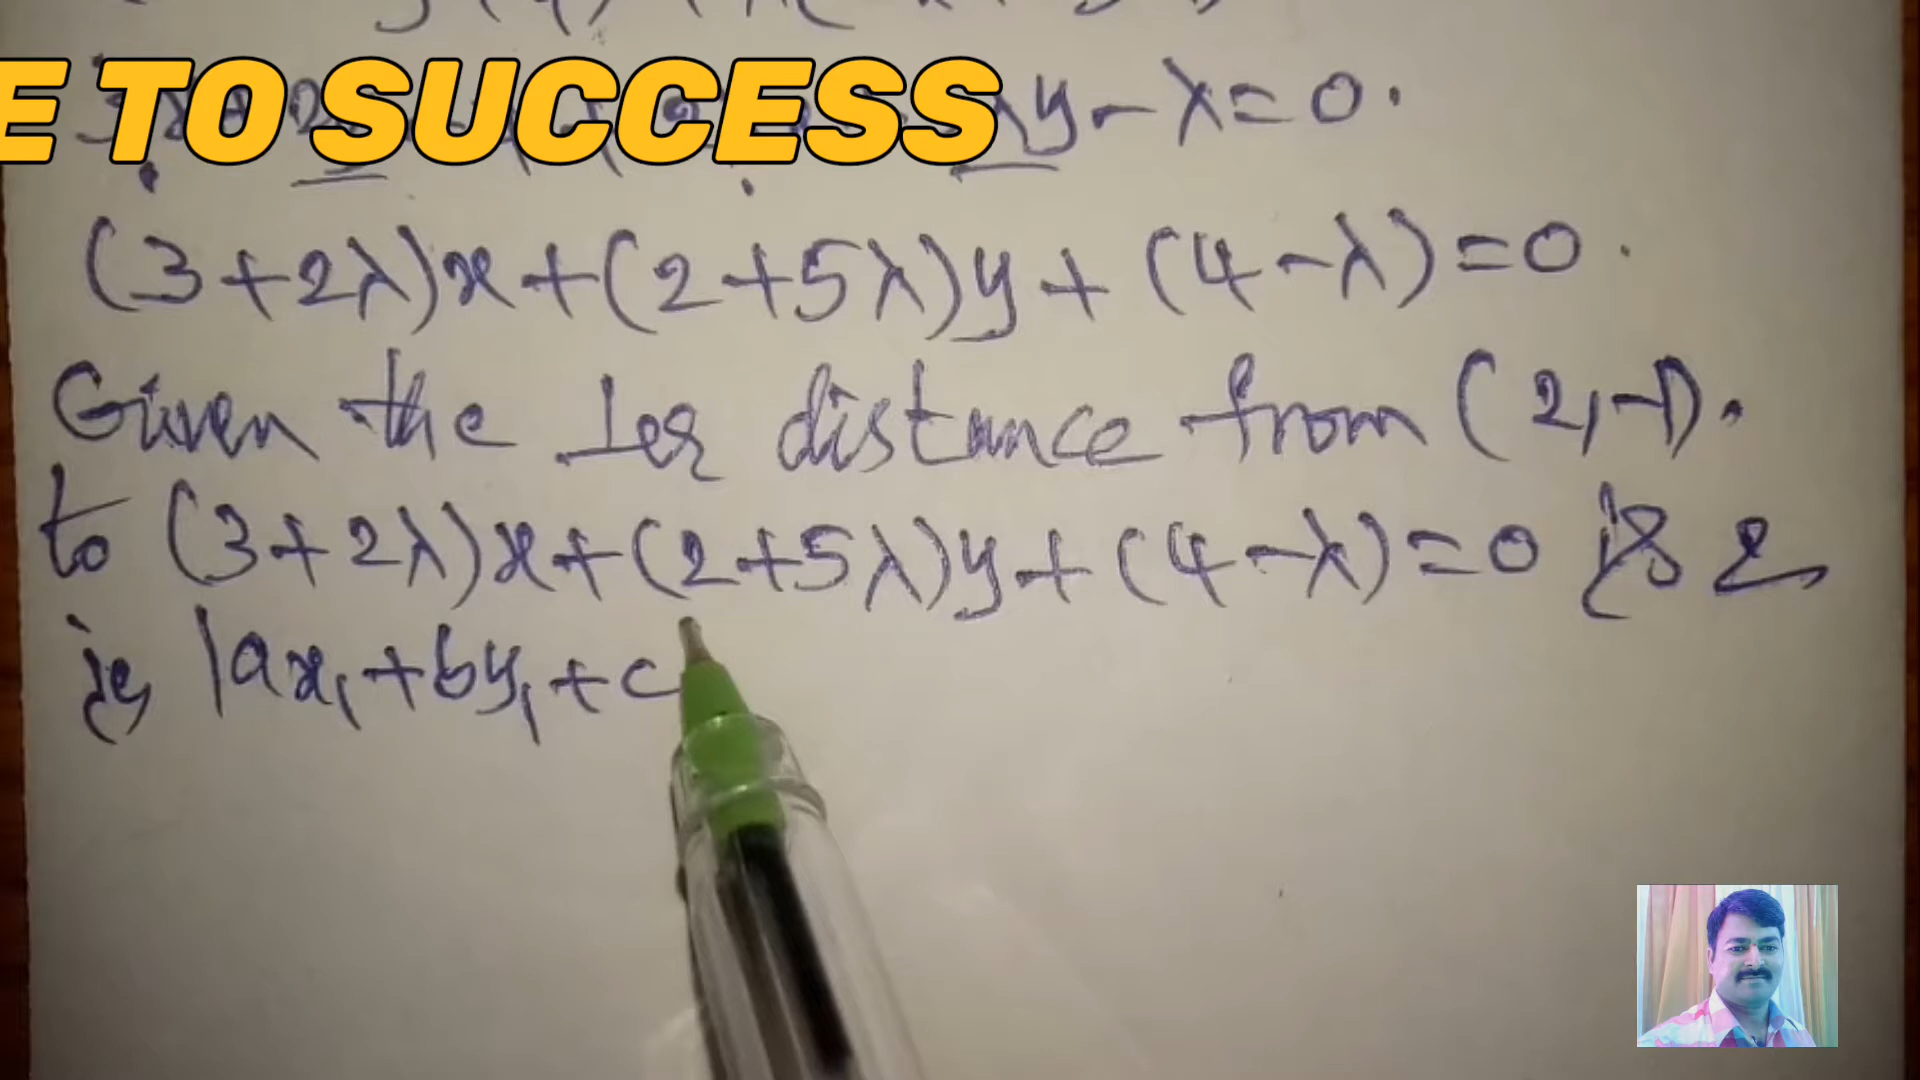 E TO SUCCESS
y-λ=0.
(3+2λ)x+(2+5λ)y+(4-λ)=0.
Given the ⊥er distance from (2,-1).
to (3+2λ)x+(2+5λ)y+(4-λ)=0 is 2
ie, |ax₁+by₁+c